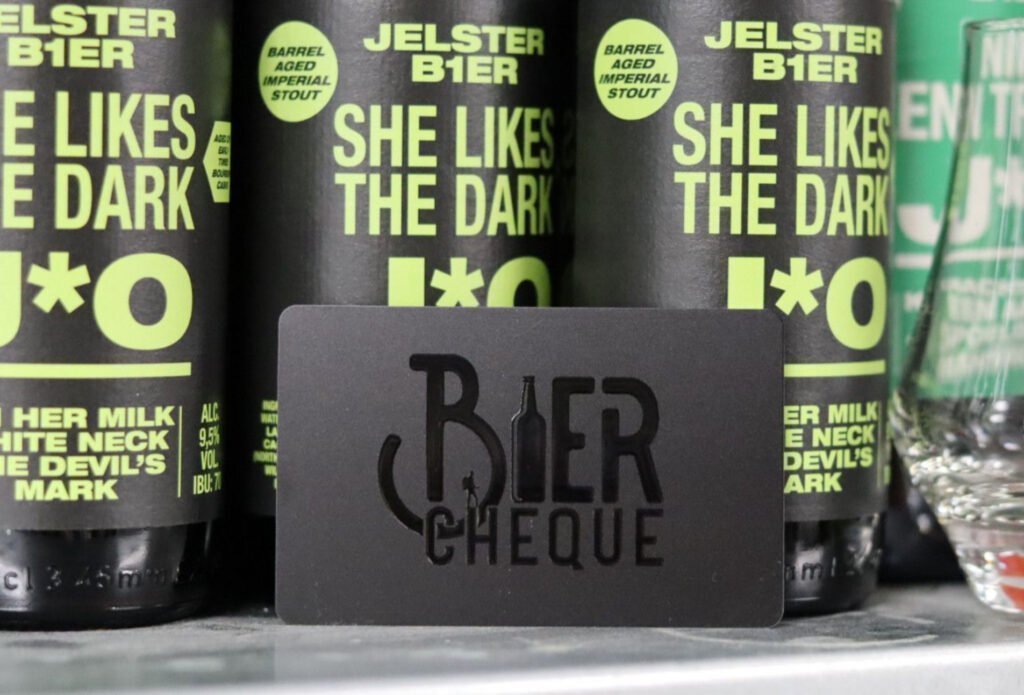 JELSTER
B1ER
E LIKES
E DARK
J*O
HER MILK
HITE NECK
E DEVIL'S
MARK
ALC.
9,5%
VOL.
IBU: 70
BARREL
AGED
IMPERIAL
STOUT
JELSTER
B1ER
SHE LIKES
THE DARK
J*O
BARREL
AGED
IMPERIAL
STOUT
JELSTER
B1ER
SHE LIKES
THE DARK
J*O
ER MILK
E NECK
DEVIL'S
ARK
BIER
CHEQUE